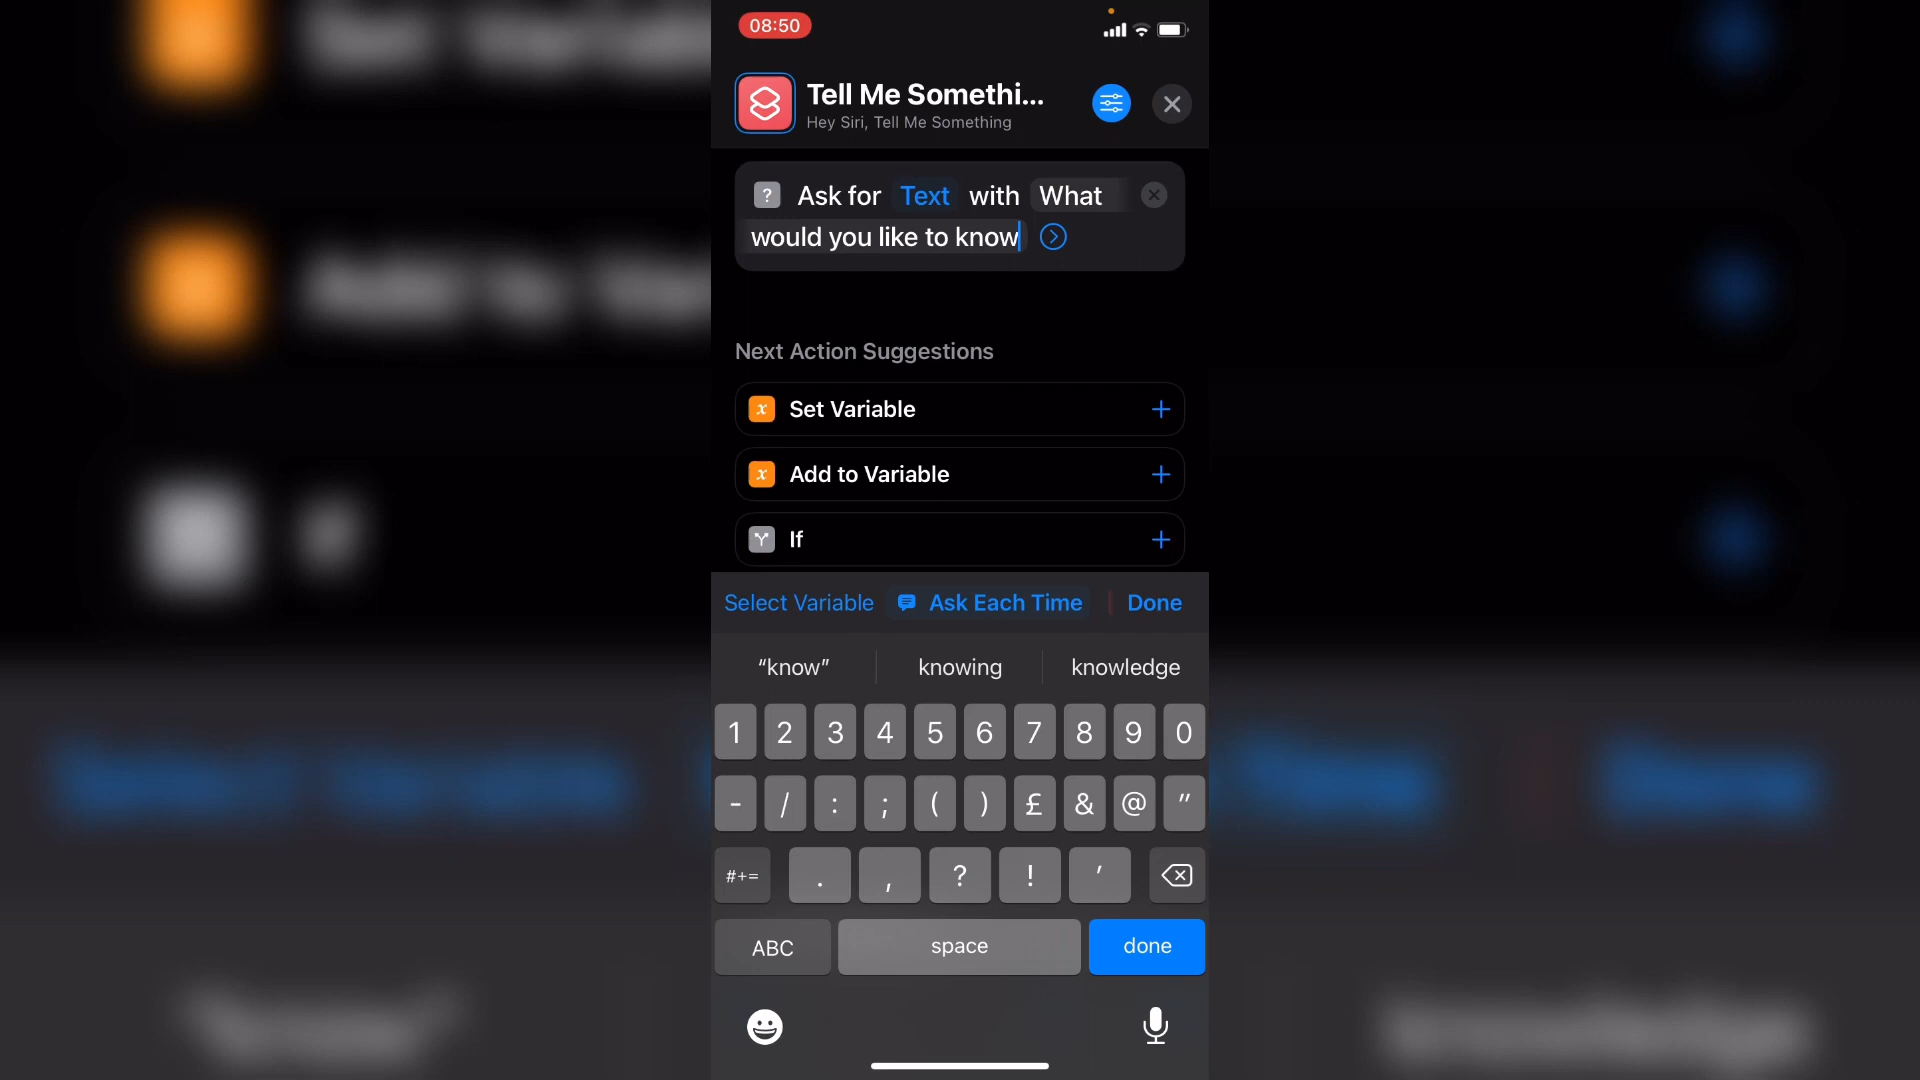 08:50
Tell Me Somethi...
Hey Siri, Tell Me Something
? Ask for Text with What
would you like to know
Next Action Suggestions
x Set Variable +
x Add to Variable +
If +
Select Variable Ask Each Time Done
“know” knowing knowledge
1 2 3 4 5 6 7 8 9 0
- / : ; ( ) £ & @ "
#+= . , ? ! '
ABC space done